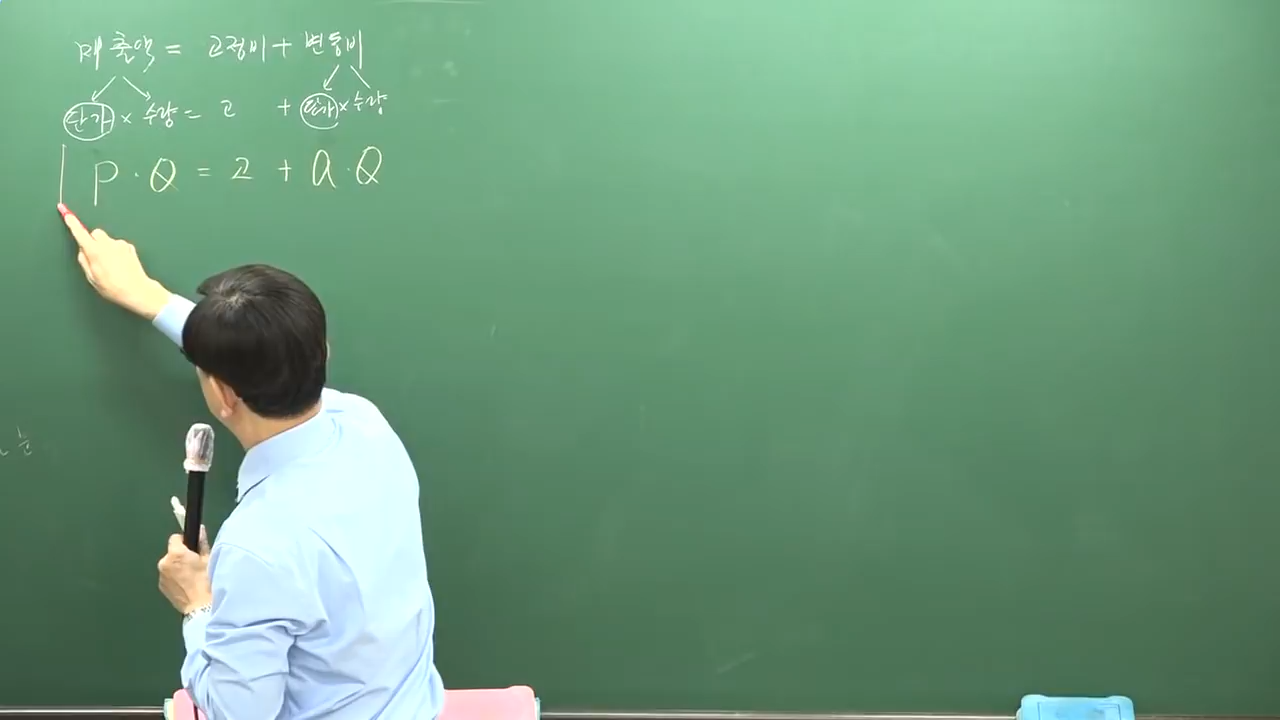 매출액 = 고정비 + 변동비
단가 × 수량 = 고 + 단가 × 수량
P · Q = 고 + a · Q